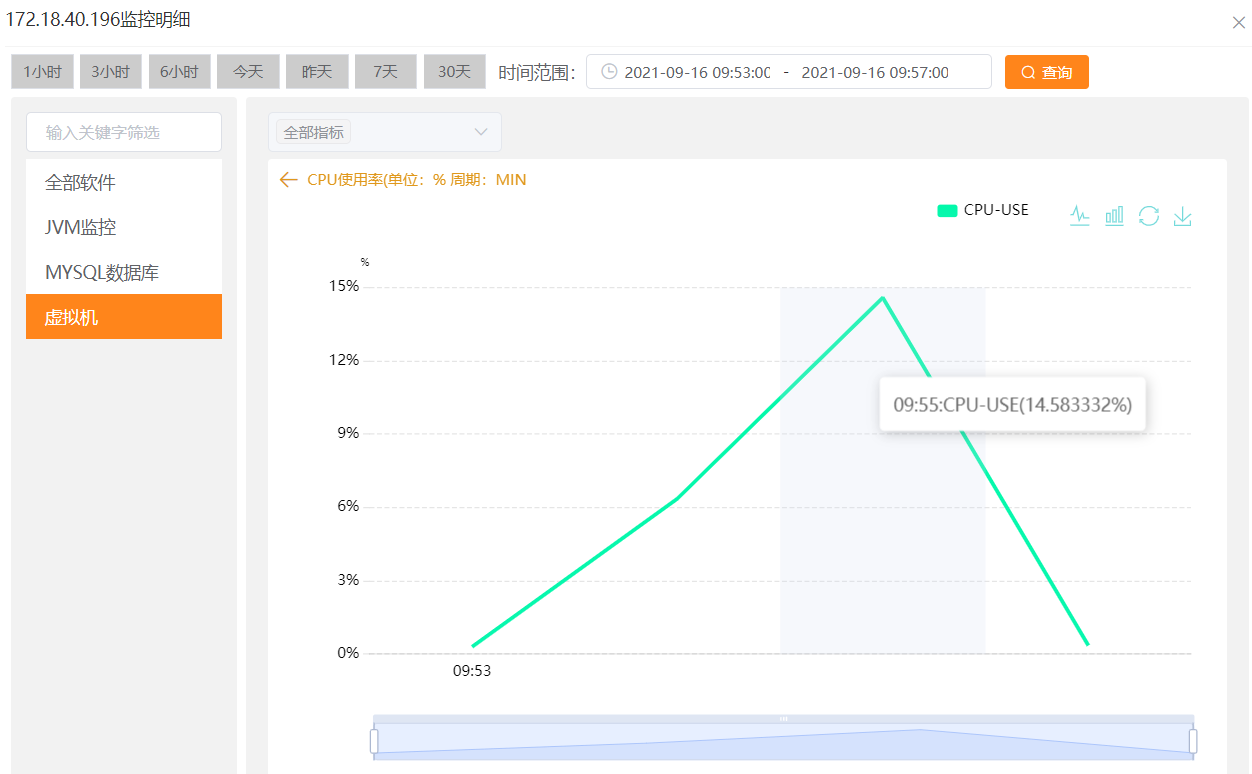 172.18.40.196监控明细
1小时 3小时 6小时 今天 昨天 7天 30天 时间范围： 2021-09-16 09:53:00 - 2021-09-16 09:57:00 查询
输入关键字筛选
全部软件
JVM监控
MYSQL数据库
虚拟机
全部指标
CPU使用率(单位：% 周期：MIN
CPU-USE
%
15%
12%
09:55:CPU-USE(14.583332%)
9%
6%
3%
0%
09:53